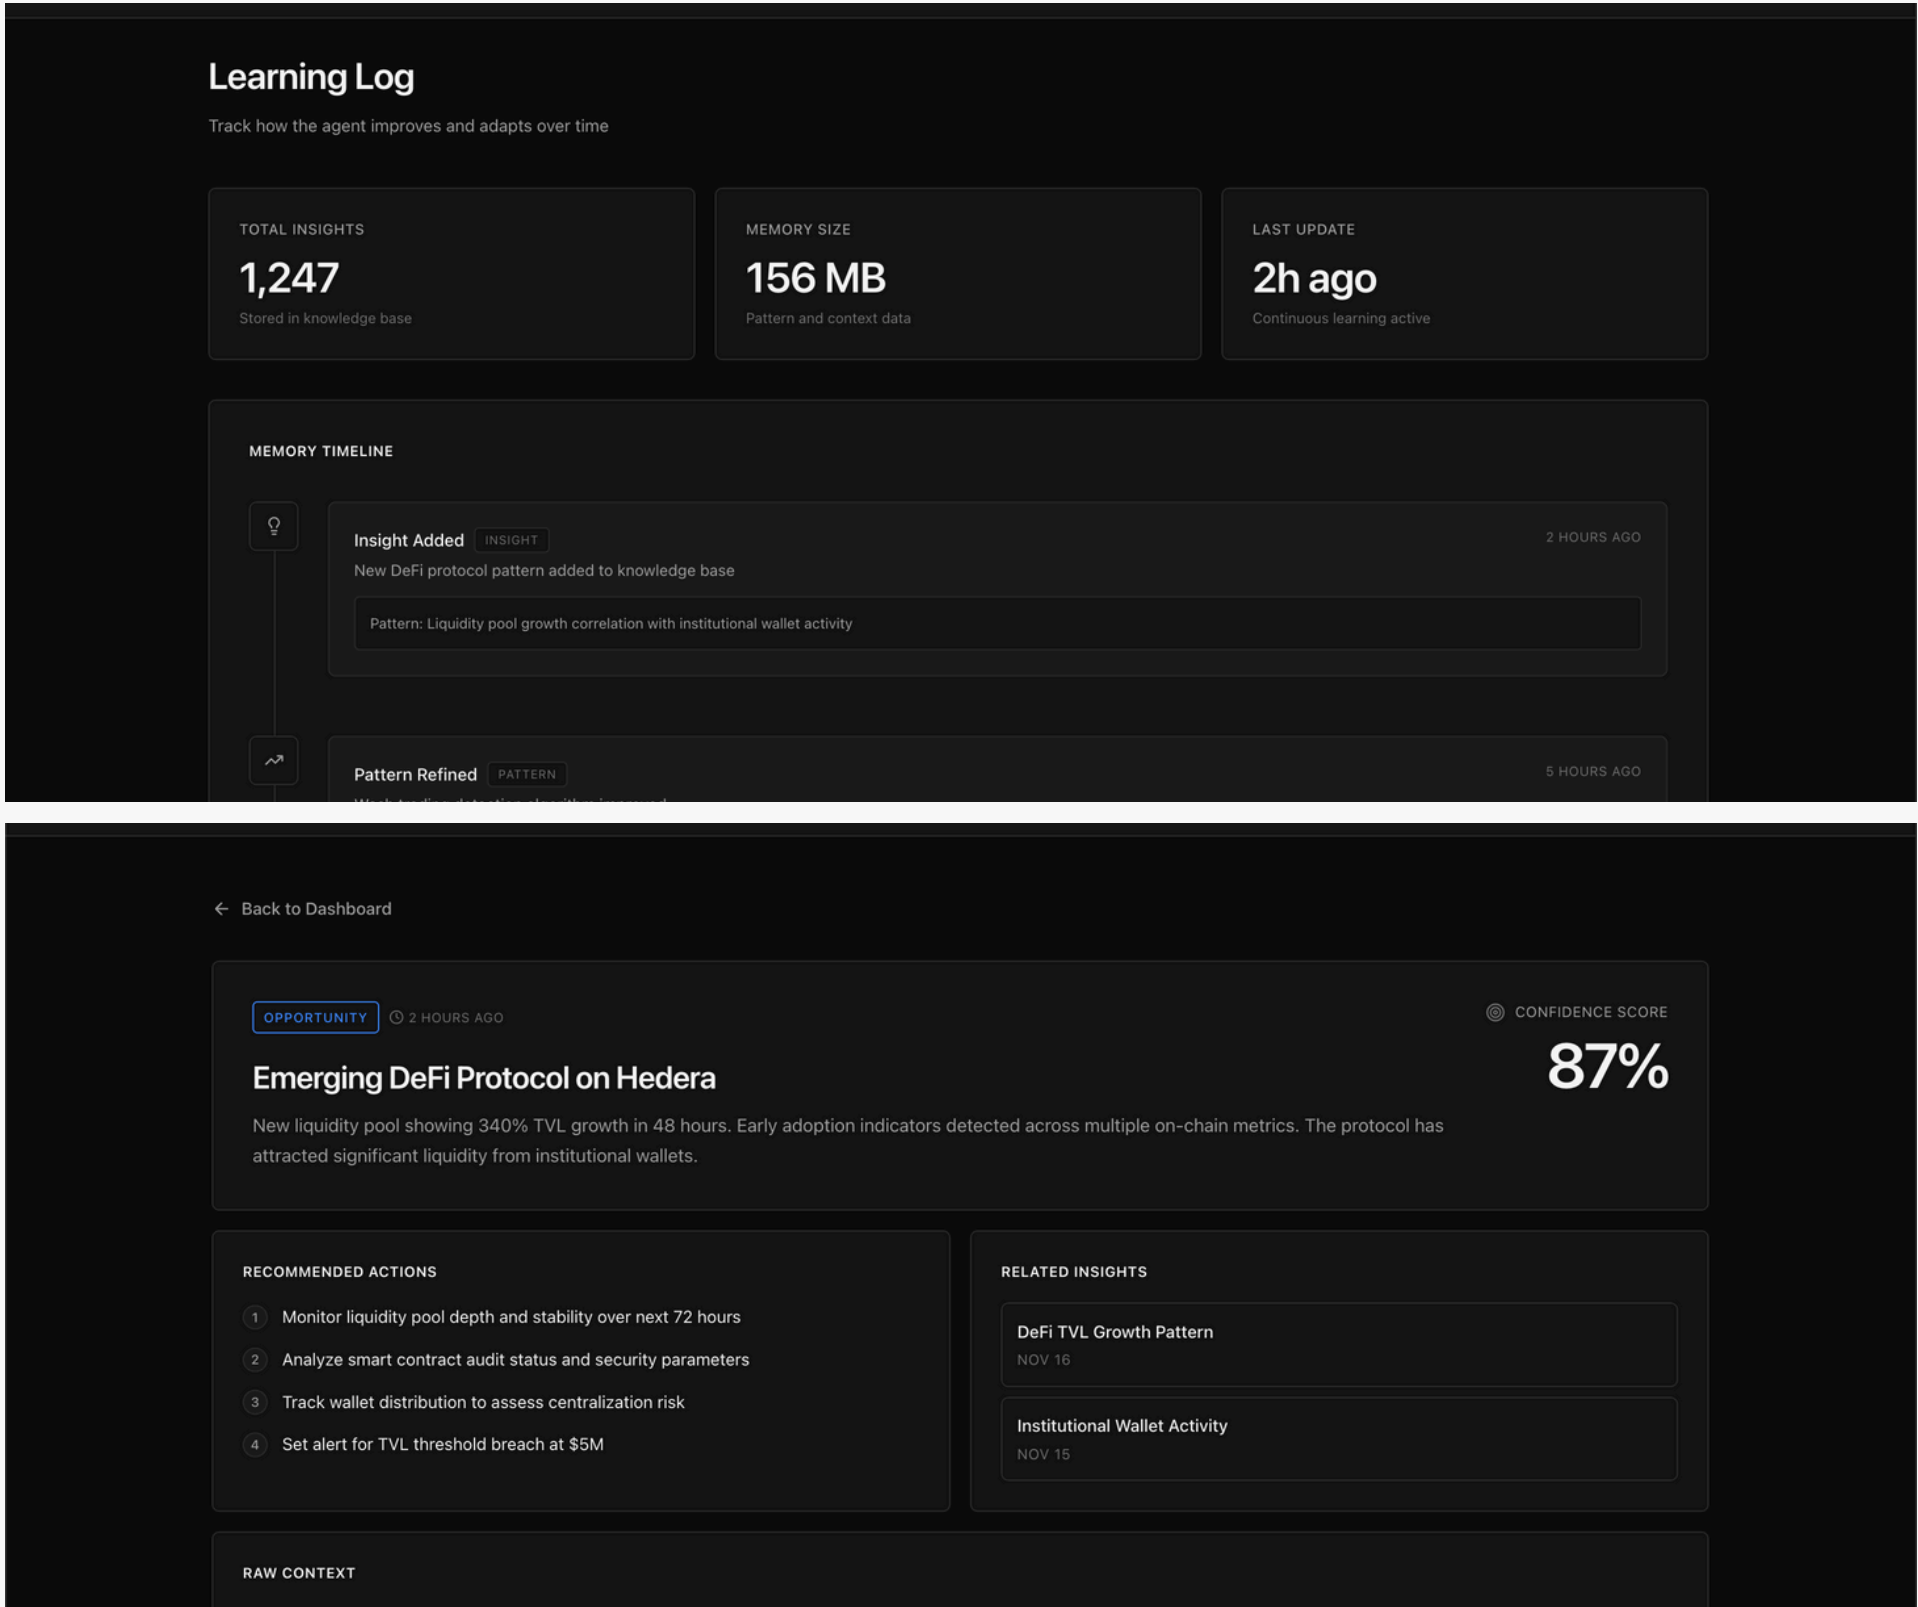 Learning Log
Track how the agent improves and adapts over time
TOTAL INSIGHTS
1,247
Stored in knowledge base
MEMORY SIZE
156 MB
Pattern and context data
LAST UPDATE
2h ago
Continuous learning active
MEMORY TIMELINE
Insight Added INSIGHT
2 HOURS AGO
New DeFi protocol pattern added to knowledge base
Pattern: Liquidity pool growth correlation with institutional wallet activity
Pattern Refined PATTERN
5 HOURS AGO
Back to Dashboard
OPPORTUNITY 2 HOURS AGO
CONFIDENCE SCORE
87%
Emerging DeFi Protocol on Hedera
New liquidity pool showing 340% TVL growth in 48 hours. Early adoption indicators detected across multiple on-chain metrics. The protocol has
attracted significant liquidity from institutional wallets.
RECOMMENDED ACTIONS
1 Monitor liquidity pool depth and stability over next 72 hours
2 Analyze smart contract audit status and security parameters
3 Track wallet distribution to assess centralization risk
4 Set alert for TVL threshold breach at $5M
RELATED INSIGHTS
DeFi TVL Growth Pattern
NOV 16
Institutional Wallet Activity
NOV 15
RAW CONTEXT